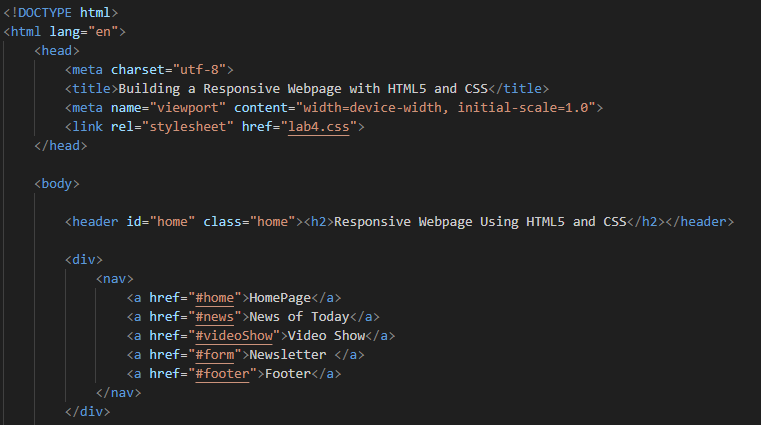 <!DOCTYPE html>
<html lang="en">
    <head>
        <meta charset="utf-8">
        <title>Building a Responsive Webpage with HTML5 and CSS</title>
        <meta name="viewport" content="width=device-width, initial-scale=1.0">
        <link rel="stylesheet" href="lab4.css">
    </head>

    <body>

        <header id="home" class="home"><h2>Responsive Webpage Using HTML5 and CSS</h2></header>

        <div>
            <nav>
                <a href="#home">HomePage</a>
                <a href="#news">News of Today</a>
                <a href="#videoShow">Video Show</a>
                <a href="#form">Newsletter </a>
                <a href="#footer">Footer</a>
            </nav>
        </div>